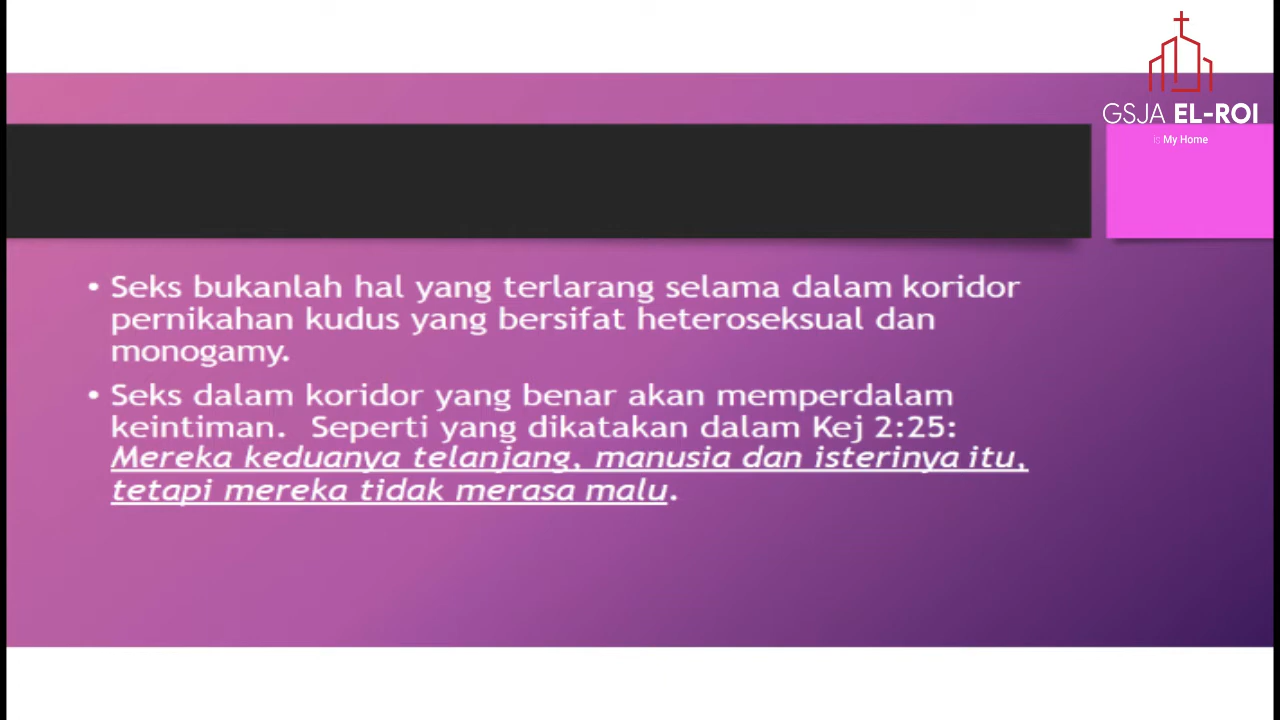 GSJA EL-ROI
is My Home
• Seks bukanlah hal yang terlarang selama dalam koridor
pernikahan kudus yang bersifat heteroseksual dan
monogamy.
• Seks dalam koridor yang benar akan memperdalam
keintiman.  Seperti yang dikatakan dalam Kej 2:25:
Mereka keduanya telanjang, manusia dan isterinya itu,
tetapi mereka tidak merasa malu.